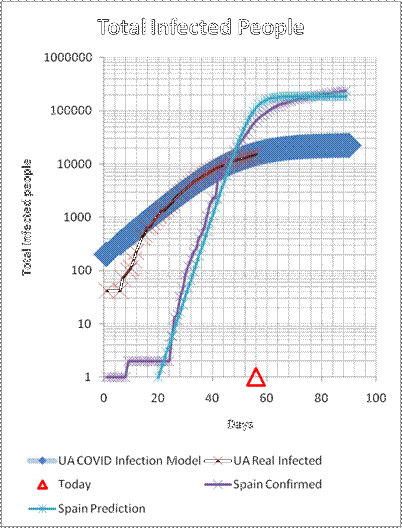 Total Infected People
Total Infected people
1000000
100000
10000
1000
100
10
1
0 20 40 60 80 100
Days
UA COVID Infection Model UA Real Infected
Today Spain Confirmed
Spain Prediction